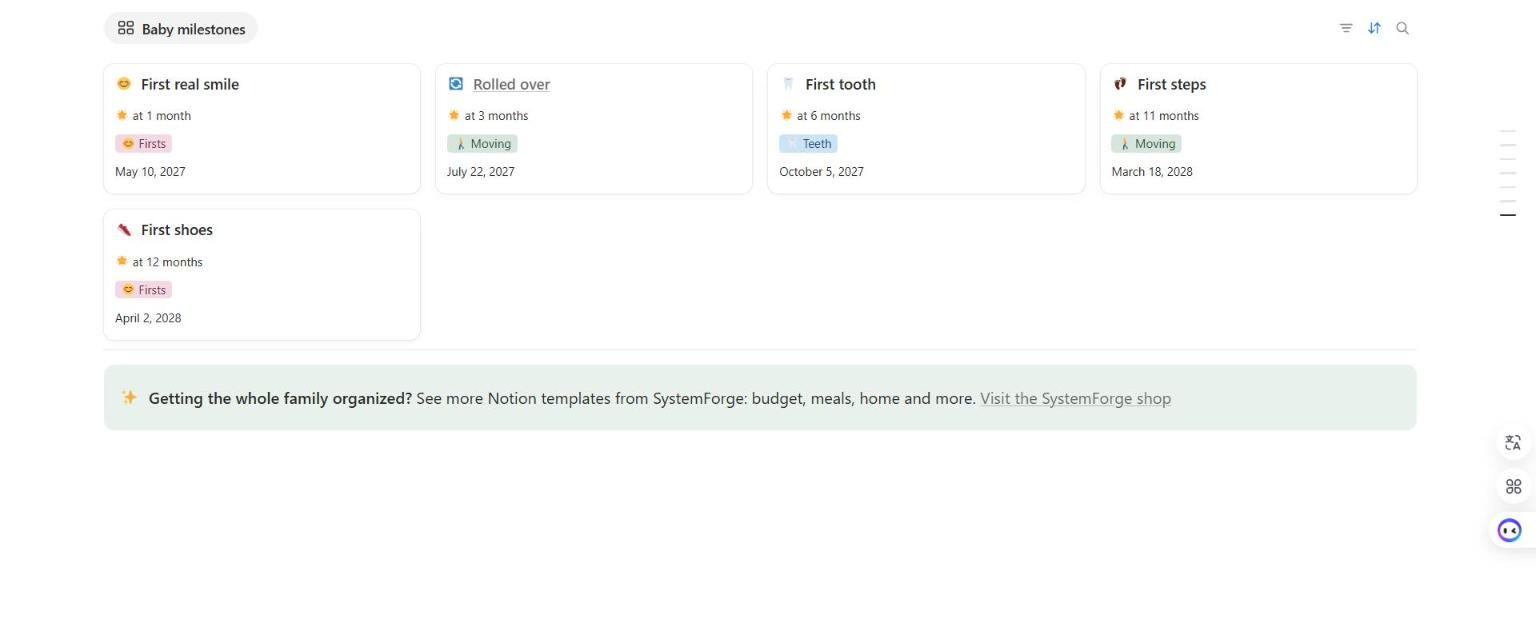 Baby milestones
First real smile
at 1 month
Firsts
May 10, 2027
Rolled over
at 3 months
Moving
July 22, 2027
First tooth
at 6 months
Teeth
October 5, 2027
First steps
at 11 months
Moving
March 18, 2028
First shoes
at 12 months
Firsts
April 2, 2028
Getting the whole family organized? See more Notion templates from SystemForge: budget, meals, home and more. Visit the SystemForge shop